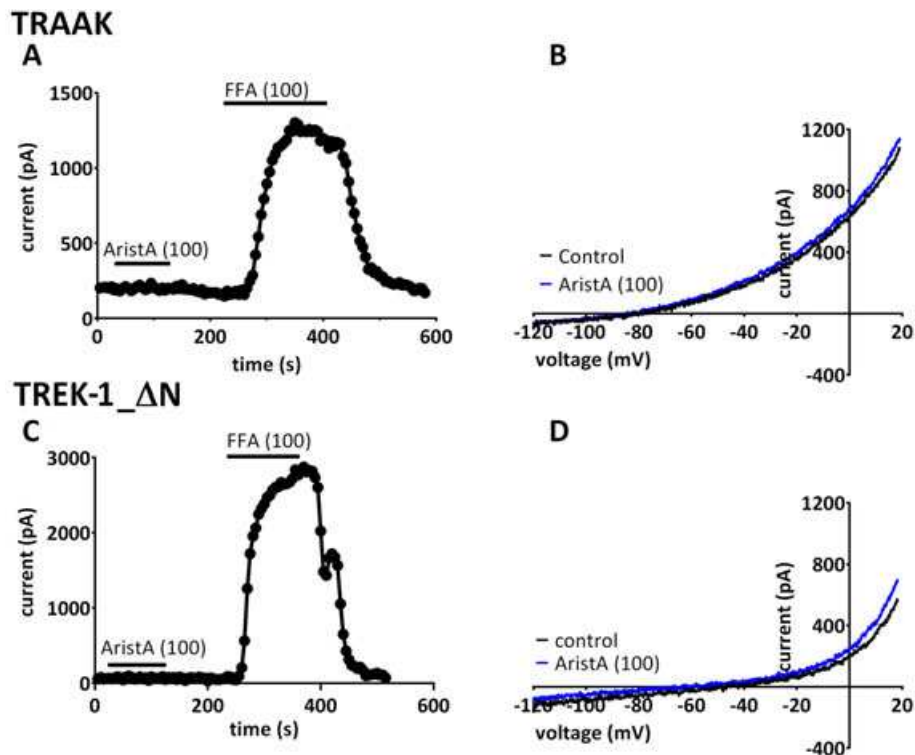 TRAAK
A
FFA (100)
1500
1000
500
0
current (pA)
AristA (100)
0 200 400 600
time (s)
B
1200
800
400
-400
current (pA)
Control
AristA (100)
-120 -100 -80 -60 -40 -20 0 20
voltage (mV)
TREK-1_ΔN
C
FFA (100)
3000
2000
1000
0
current (pA)
AristA (100)
0 200 400 600
time (s)
D
1200
800
400
-400
current (pA)
control
AristA (100)
-120 -100 -80 -60 -40 -20 0 20
voltage (mV)